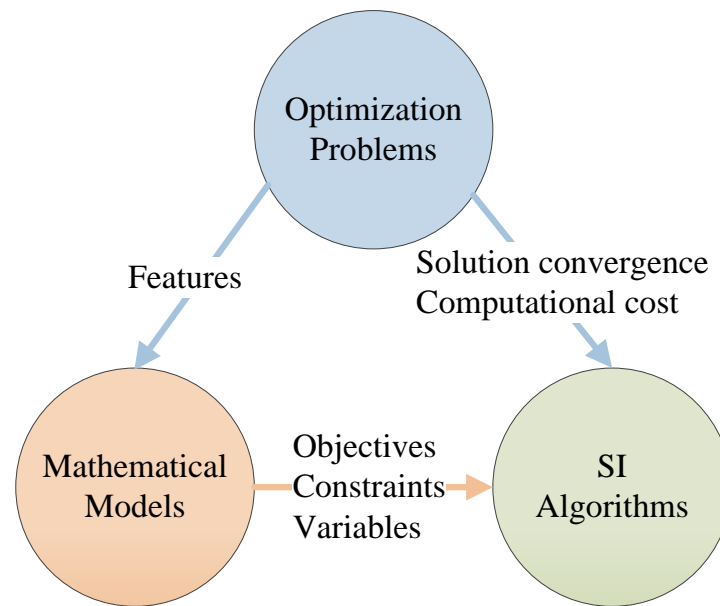 Optimization
Problems
Features
Solution convergence
Computational cost
Mathematical
Models
Objectives
Constraints
Variables
SI
Algorithms